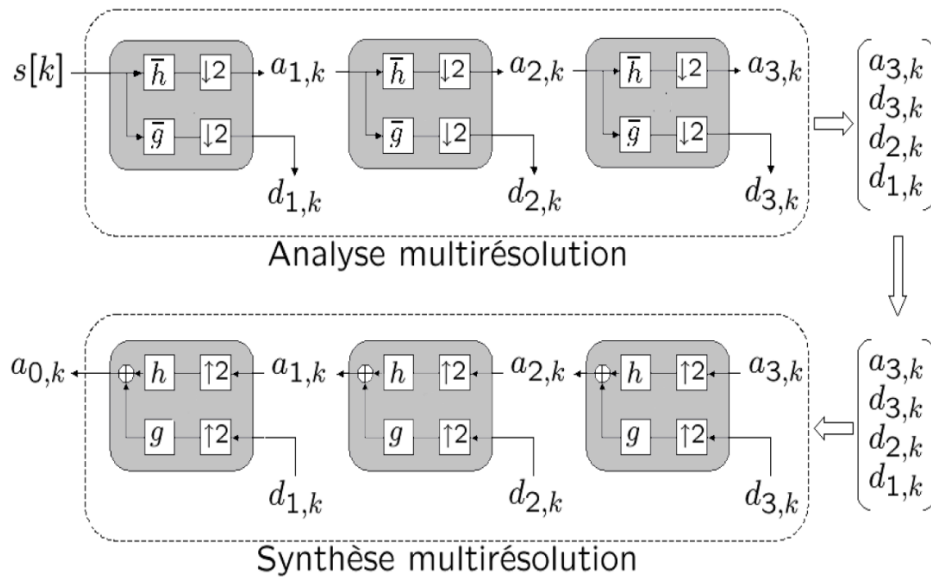 s[k] h̅ ↓2 a1,k h̅ ↓2 a2,k h̅ ↓2 a3,k
g̅ ↓2 g̅ ↓2 g̅ ↓2
d1,k d2,k d3,k
a3,k
d3,k
d2,k
d1,k
Analyse multirésolution
a0,k h ↑2 a1,k h ↑2 a2,k h ↑2 a3,k
g ↑2 g ↑2 g ↑2
d1,k d2,k d3,k
a3,k
d3,k
d2,k
d1,k
Synthèse multirésolution